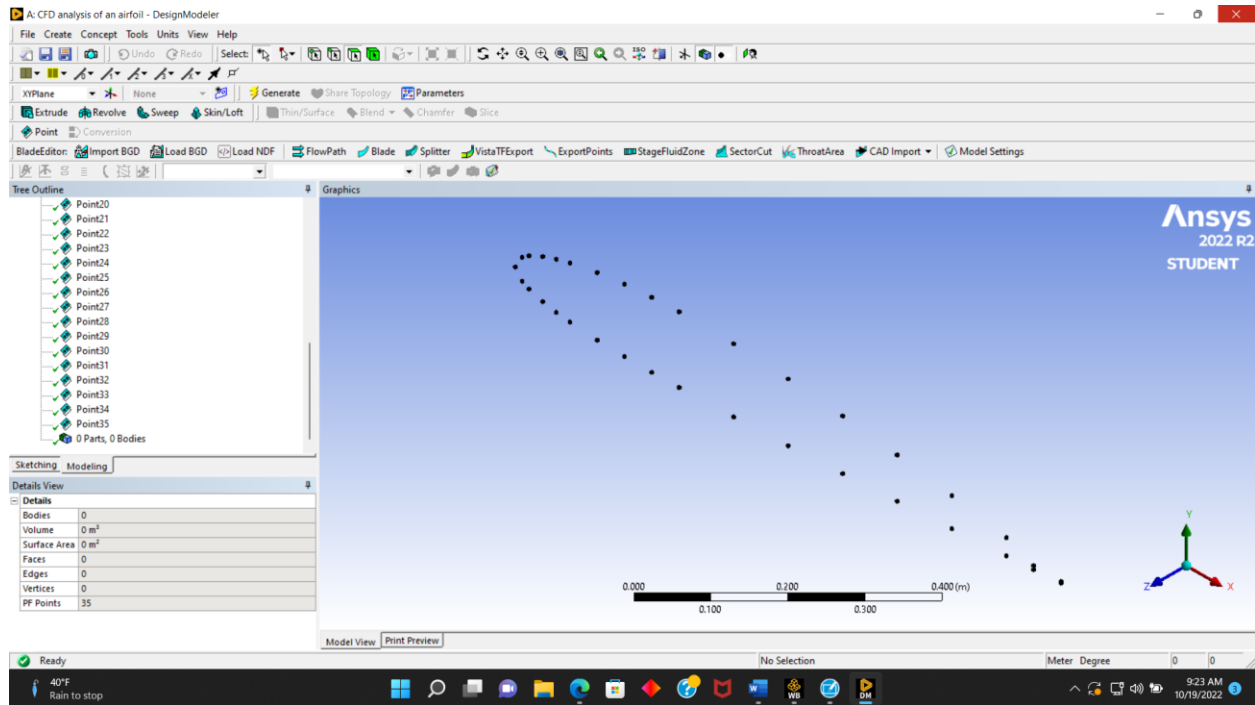 A: CFD analysis of an airfoil - DesignModeler
File Create Concept Tools Units View Help
Undo Redo Select:
ISO
XYPlane None Generate Share Topology Parameters
Extrude Revolve Sweep Skin/Loft Thin/Surface Blend Chamfer Slice
Point Conversion
BladeEditor: Import BGD Load BGD Load NDF FlowPath Blade Splitter VistaTFExport ExportPoints StageFluidZone SectorCut ThroatArea CAD Import Model Settings
Tree Outline
Point20
Point21
Point22
Point23
Point24
Point25
Point26
Point27
Point28
Point29
Point30
Point31
Point32
Point33
Point34
Point35
0 Parts, 0 Bodies
Sketching Modeling
Details View
Details
Bodies 0
Volume 0 m³
Surface Area 0 m²
Faces 0
Edges 0
Vertices 0
PF Points 35
Graphics
Ansys
2022 R2
STUDENT
Y
Z X
0.000 0.200 0.400 (m)
0.100 0.300
Model View Print Preview
Ready No Selection Meter Degree 0 0
40°F
Rain to stop
WB DM
9:23 AM
10/19/2022
3